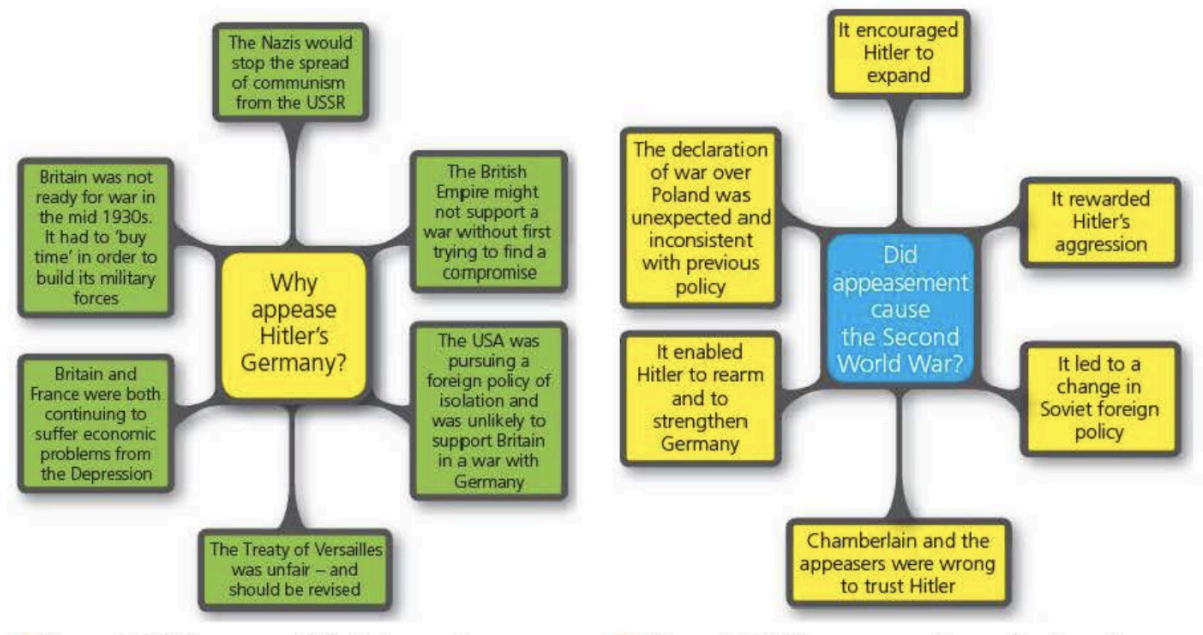 The Nazis would
stop the spread
of communism
from the USSR
Britain was not
ready for war in
the mid 1930s.
It had to ‘buy
time’ in order to
build its military
forces
The British
Empire might
not support a
war without first
trying to find a
compromise
Why
appease
Hitler’s
Germany?
Britain and
France were both
continuing to
suffer economic
problems from
the Depression
The USA was
pursuing a
foreign policy of
isolation and
was unlikely to
support Britain
in a war with
Germany
The Treaty of Versailles
was unfair – and
should be revised
It encouraged
Hitler to
expand
The declaration
of war over
Poland was
unexpected and
inconsistent
with previous
policy
It rewarded
Hitler’s
aggression
Did
appeasement
cause
the Second
World War?
It enabled
Hitler to rearm
and to
strengthen
Germany
It led to a
change in
Soviet foreign
policy
Chamberlain and the
appeasers were wrong
to trust Hitler